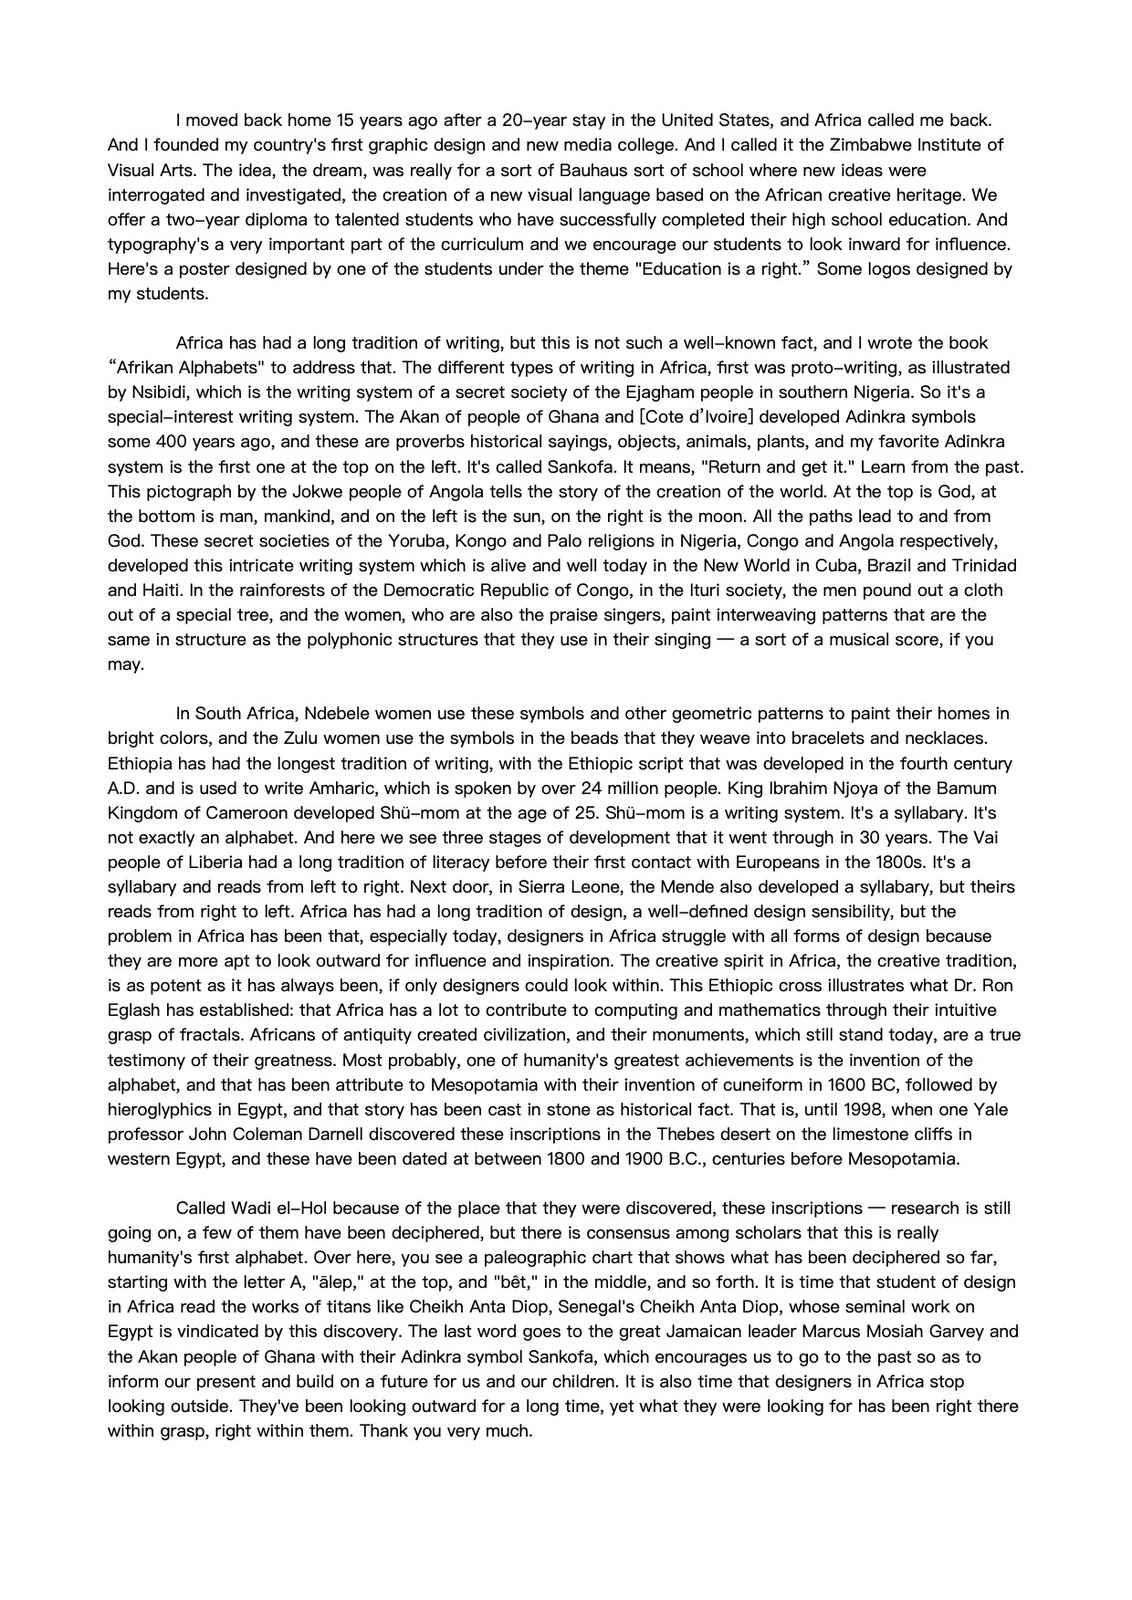 I moved back home 15 years ago after a 20-year stay in the United States, and Africa called me back.
And I founded my country's first graphic design and new media college. And I called it the Zimbabwe Institute of
Visual Arts. The idea, the dream, was really for a sort of Bauhaus sort of school where new ideas were
interrogated and investigated, the creation of a new visual language based on the African creative heritage. We
offer a two-year diploma to talented students who have successfully completed their high school education. And
typography's a very important part of the curriculum and we encourage our students to look inward for influence.
Here's a poster designed by one of the students under the theme "Education is a right.” Some logos designed by
my students.
Africa has had a long tradition of writing, but this is not such a well-known fact, and I wrote the book
“Afrikan Alphabets" to address that. The different types of writing in Africa, first was proto-writing, as illustrated
by Nsibidi, which is the writing system of a secret society of the Ejagham people in southern Nigeria. So it's a
special-interest writing system. The Akan of people of Ghana and [Cote d’Ivoire] developed Adinkra symbols
some 400 years ago, and these are proverbs historical sayings, objects, animals, plants, and my favorite Adinkra
system is the first one at the top on the left. It's called Sankofa. It means, "Return and get it." Learn from the past.
This pictograph by the Jokwe people of Angola tells the story of the creation of the world. At the top is God, at
the bottom is man, mankind, and on the left is the sun, on the right is the moon. All the paths lead to and from
God. These secret societies of the Yoruba, Kongo and Palo religions in Nigeria, Congo and Angola respectively,
developed this intricate writing system which is alive and well today in the New World in Cuba, Brazil and Trinidad
and Haiti. In the rainforests of the Democratic Republic of Congo, in the Ituri society, the men pound out a cloth
out of a special tree, and the women, who are also the praise singers, paint interweaving patterns that are the
same in structure as the polyphonic structures that they use in their singing — a sort of a musical score, if you
may.
In South Africa, Ndebele women use these symbols and other geometric patterns to paint their homes in
bright colors, and the Zulu women use the symbols in the beads that they weave into bracelets and necklaces.
Ethiopia has had the longest tradition of writing, with the Ethiopic script that was developed in the fourth century
A.D. and is used to write Amharic, which is spoken by over 24 million people. King Ibrahim Njoya of the Bamum
Kingdom of Cameroon developed Shü-mom at the age of 25. Shü-mom is a writing system. It's a syllabary. It's
not exactly an alphabet. And here we see three stages of development that it went through in 30 years. The Vai
people of Liberia had a long tradition of literacy before their first contact with Europeans in the 1800s. It's a
syllabary and reads from left to right. Next door, in Sierra Leone, the Mende also developed a syllabary, but theirs
reads from right to left. Africa has had a long tradition of design, a well-defined design sensibility, but the
problem in Africa has been that, especially today, designers in Africa struggle with all forms of design because
they are more apt to look outward for influence and inspiration. The creative spirit in Africa, the creative tradition,
is as potent as it has always been, if only designers could look within. This Ethiopic cross illustrates what Dr. Ron
Eglash has established: that Africa has a lot to contribute to computing and mathematics through their intuitive
grasp of fractals. Africans of antiquity created civilization, and their monuments, which still stand today, are a true
testimony of their greatness. Most probably, one of humanity's greatest achievements is the invention of the
alphabet, and that has been attribute to Mesopotamia with their invention of cuneiform in 1600 BC, followed by
hieroglyphics in Egypt, and that story has been cast in stone as historical fact. That is, until 1998, when one Yale
professor John Coleman Darnell discovered these inscriptions in the Thebes desert on the limestone cliffs in
western Egypt, and these have been dated at between 1800 and 1900 B.C., centuries before Mesopotamia.
Called Wadi el-Hol because of the place that they were discovered, these inscriptions — research is still
going on, a few of them have been deciphered, but there is consensus among scholars that this is really
humanity's first alphabet. Over here, you see a paleographic chart that shows what has been deciphered so far,
starting with the letter A, "ālep," at the top, and "bêt," in the middle, and so forth. It is time that student of design
in Africa read the works of titans like Cheikh Anta Diop, Senegal's Cheikh Anta Diop, whose seminal work on
Egypt is vindicated by this discovery. The last word goes to the great Jamaican leader Marcus Mosiah Garvey and
the Akan people of Ghana with their Adinkra symbol Sankofa, which encourages us to go to the past so as to
inform our present and build on a future for us and our children. It is also time that designers in Africa stop
looking outside. They've been looking outward for a long time, yet what they were looking for has been right there
within grasp, right within them. Thank you very much.